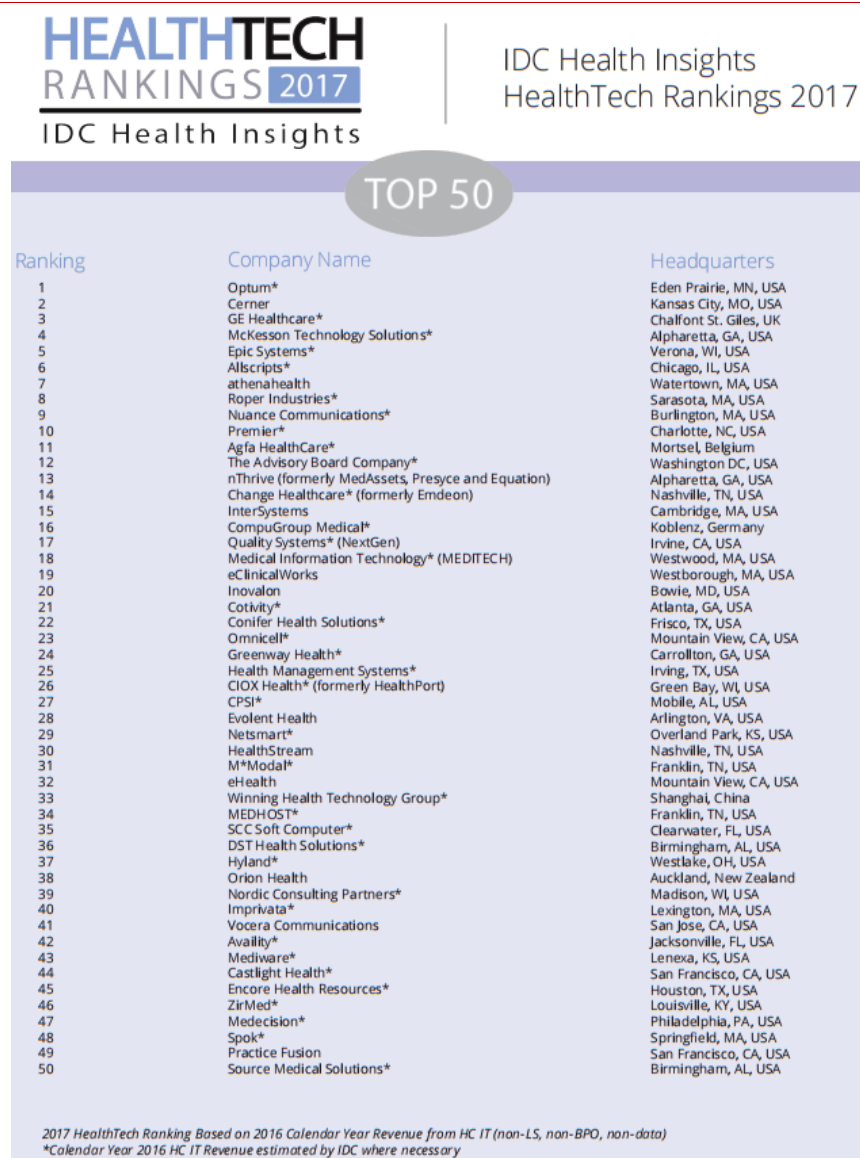 HEALTHTECH
RANKINGS 2017
IDC Health Insights
IDC Health Insights
HealthTech Rankings 2017
TOP 50
Ranking Company Name Headquarters
1 Optum* Eden Prairie, MN, USA
2 Cerner Kansas City, MO, USA
3 GE Healthcare* Chalfont St. Giles, UK
4 McKesson Technology Solutions* Alpharetta, GA, USA
5 Epic Systems* Verona, WI, USA
6 Allscripts* Chicago, IL, USA
7 athenahealth Watertown, MA, USA
8 Roper Industries* Sarasota, MA, USA
9 Nuance Communications* Burlington, MA, USA
10 Premier* Charlotte, NC, USA
11 Agfa HealthCare* Mortsel, Belgium
12 The Advisory Board Company* Washington DC, USA
13 nThrive (formerly MedAssets, Presyce and Equation) Alpharetta, GA, USA
14 Change Healthcare* (formerly Emdeon) Nashville, TN, USA
15 InterSystems Cambridge, MA, USA
16 CompuGroup Medical* Koblenz, Germany
17 Quality Systems* (NextGen) Irvine, CA, USA
18 Medical Information Technology* (MEDITECH) Westwood, MA, USA
19 eClinicalWorks Westborough, MA, USA
20 Inovalon Bowie, MD, USA
21 Cotivity* Atlanta, GA, USA
22 Conifer Health Solutions* Frisco, TX, USA
23 Omnicell* Mountain View, CA, USA
24 Greenway Health* Carrollton, GA, USA
25 Health Management Systems* Irving, TX, USA
26 CIOX Health* (formerly HealthPort) Green Bay, WI, USA
27 CPSI* Mobile, AL, USA
28 Evolent Health Arlington, VA, USA
29 Netsmart* Overland Park, KS, USA
30 HealthStream Nashville, TN, USA
31 M*Modal* Franklin, TN, USA
32 eHealth Mountain View, CA, USA
33 Winning Health Technology Group* Shanghai, China
34 MEDHOST* Franklin, TN, USA
35 SCC Soft Computer* Clearwater, FL, USA
36 DST Health Solutions* Birmingham, AL, USA
37 Hyland* Westlake, OH, USA
38 Orion Health Auckland, New Zealand
39 Nordic Consulting Partners* Madison, WI, USA
40 Imprivata* Lexington, MA, USA
41 Vocera Communications San Jose, CA, USA
42 Availity* Jacksonville, FL, USA
43 Mediware* Lenexa, KS, USA
44 Castlight Health* San Francisco, CA, USA
45 Encore Health Resources* Houston, TX, USA
46 ZirMed* Louisville, KY, USA
47 Medecision* Philadelphia, PA, USA
48 Spok* Springfield, MA, USA
49 Practice Fusion San Francisco, CA, USA
50 Source Medical Solutions* Birmingham, AL, USA
2017 HealthTech Ranking Based on 2016 Calendar Year Revenue from HC IT (non-LS, non-BPO, non-data)
*Calendar Year 2016 HC IT Revenue estimated by IDC where necessary